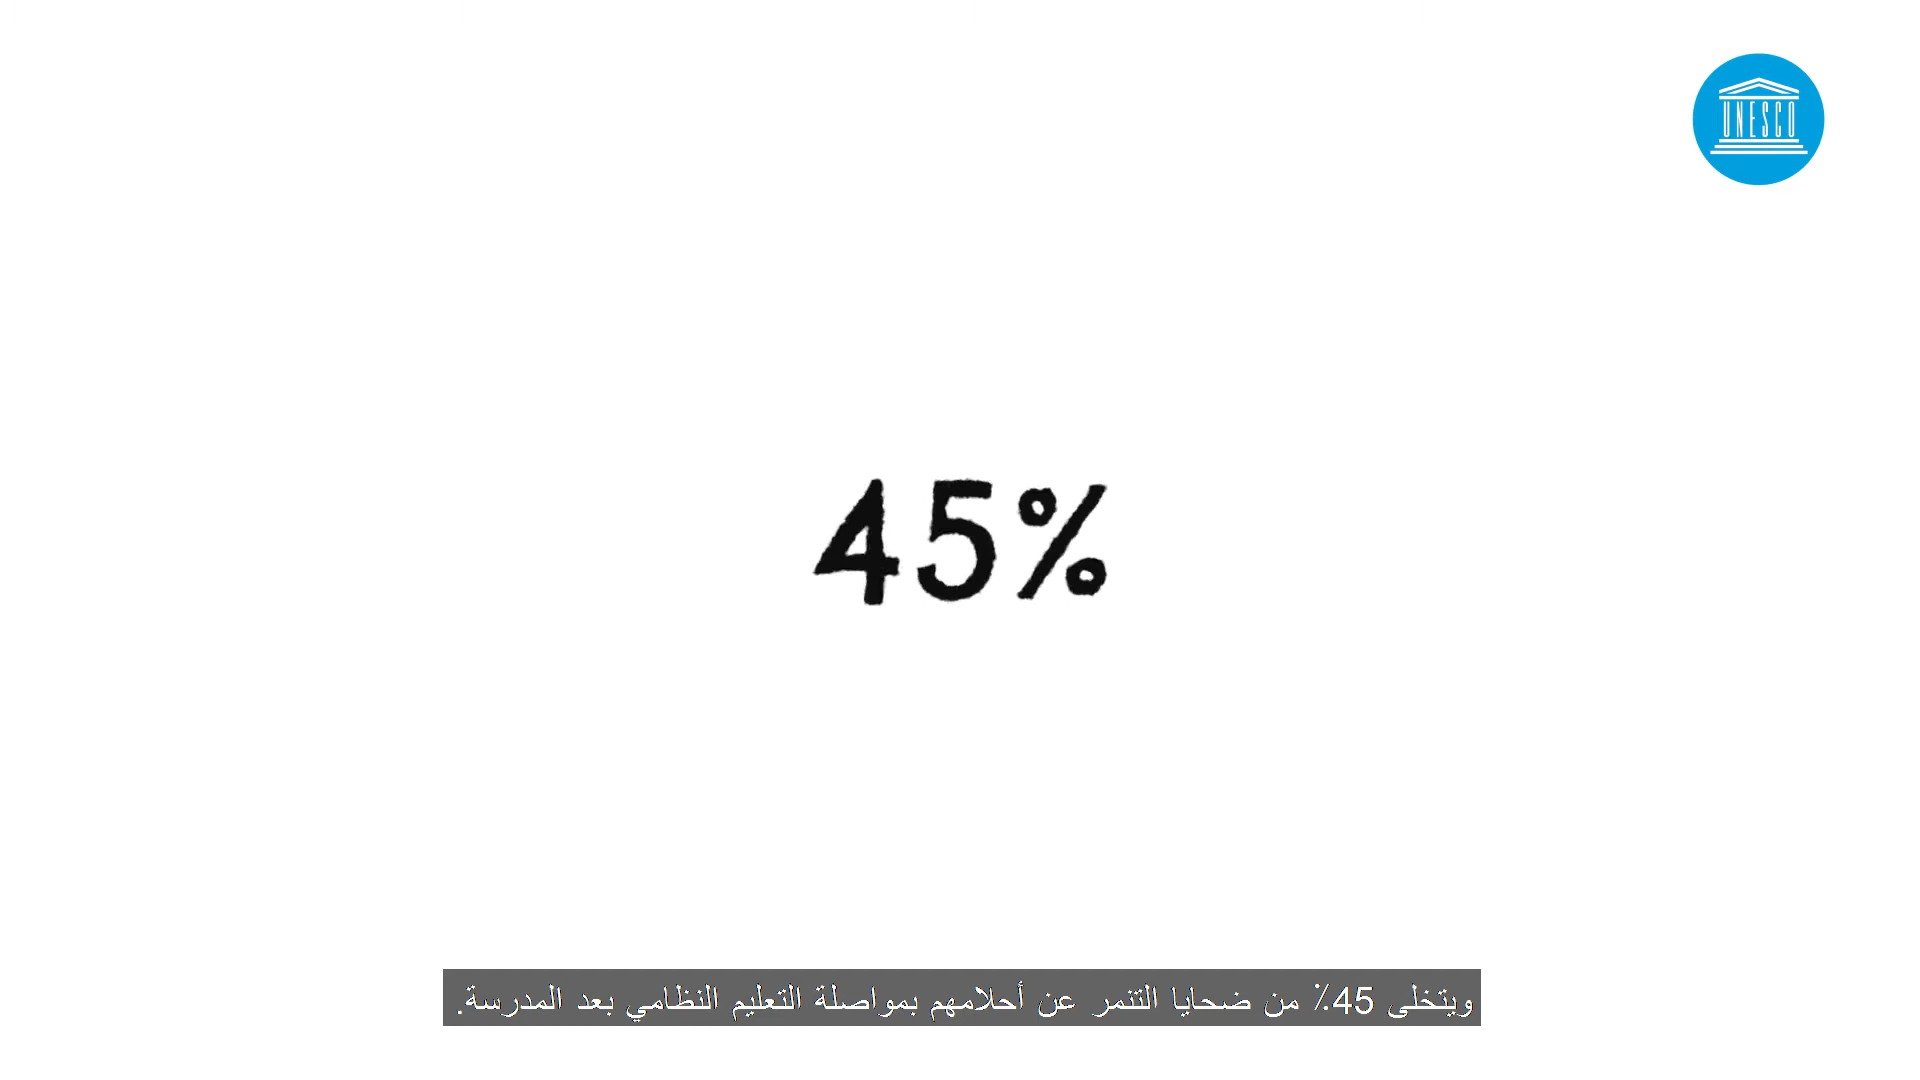 UNESCO
45%
ويتخلى 45٪ من ضحايا التنمر عن أحلامهم بمواصلة التعليم النظامي بعد المدرسة.